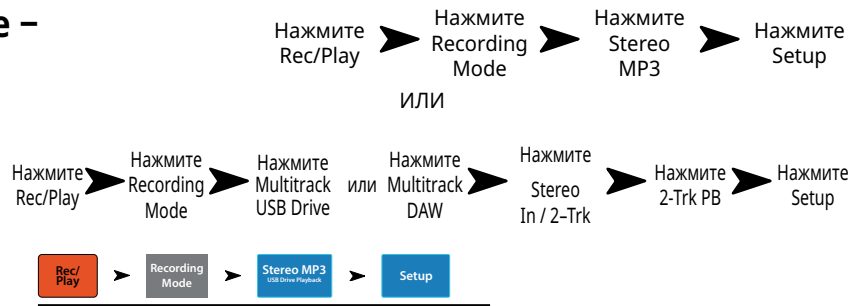 е –
Нажмите
Rec/Play
Нажмите
Recording
Mode
Нажмите
Stereo
MP3
Нажмите
Setup
ИЛИ
Нажмите
Rec/Play
Нажмите
Recording
Mode
Нажмите
Multitrack
USB Drive
или
Нажмите
Multitrack
DAW
Нажмите
Stereo
In / 2–Trk
Нажмите
2-Trk PB
Нажмите
Setup
Rec/
Play
Recording
Mode
Stereo MP3
USB Drive Playback
Setup